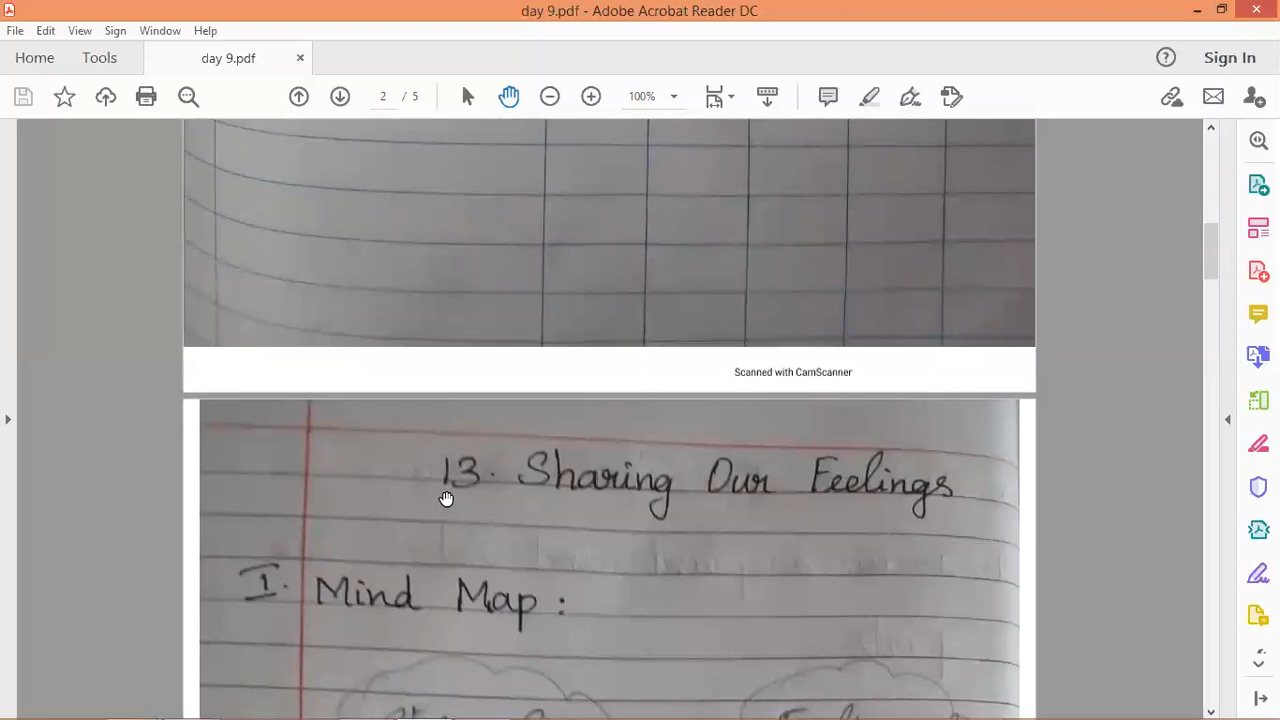 day 9.pdf - Adobe Acrobat Reader DC
File Edit View Sign Window Help
Home Tools day 9.pdf × Sign In
2 / 5 100%
Scanned with CamScanner
13. Sharing Our Feelings
I. Mind Map :